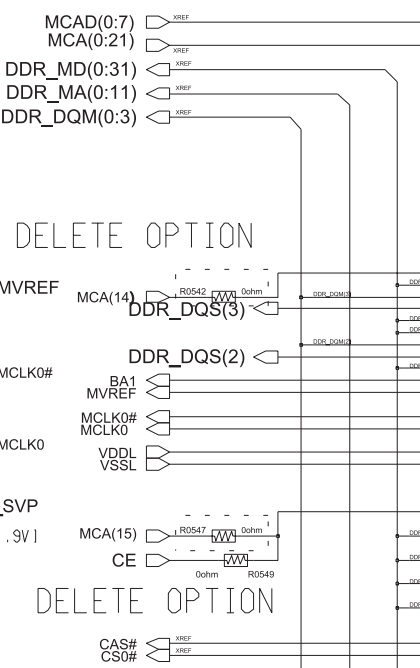 MCAD(0:7) XREF
MCA(0:21) XREF
DDR_MD(0:31) XREF
DDR_MA(0:11) XREF
DDR_DQM(0:3) XREF
DELETE OPTION
MVREF
MCA(14) R0542 0ohm DDR_DQM(3)
DDR_DQS(3)
DDR_DQM(2)
DDR_DQS(2)
MCLK0#
BA1
MVREF
MCLK0#
MCLK0
MCLK0
VDDL
VSSL
_SVP
.9V]
MCA(15) R0547 0ohm
CE
0ohm R0549
DELETE OPTION
CAS# XREF
CS0# XREF